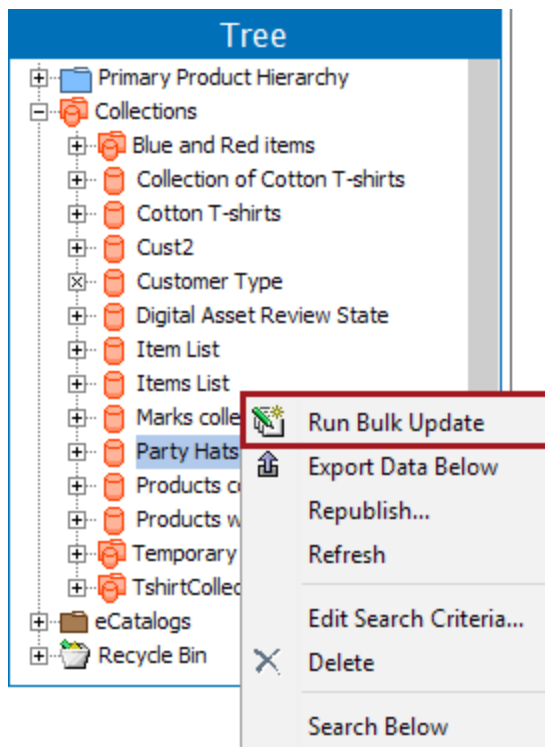 Tree
Primary Product Hierarchy
Collections
Blue and Red items
Collection of Cotton T-shirts
Cotton T-shirts
Cust2
Customer Type
Digital Asset Review State
Item List
Items List
Marks colle
Run Bulk Update
Party Hats
Export Data Below
Products c
Republish...
Products w
Temporary
Refresh
TshirtCollec
eCatalogs
Edit Search Criteria...
Recycle Bin
Delete
Search Below